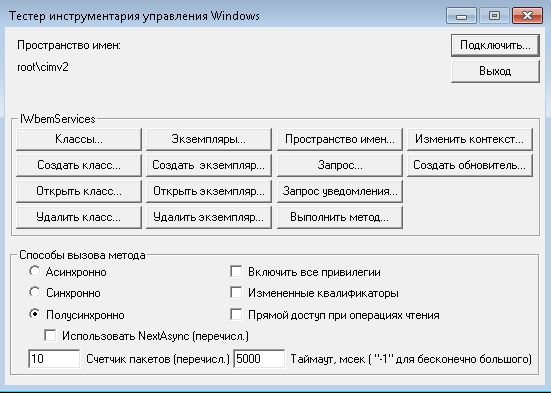 Тестер инструментария управления Windows
Пространство имен:
Подключить...
root\cimv2
Выход
IWbemServices
Классы... Экземпляры... Пространство имен... Изменить контекст...
Создать класс... Создать экземпляр... Запрос... Создать обновитель...
Открыть класс... Открыть экземпляр... Запрос уведомления...
Удалить класс... Удалить экземпляр... Выполнить метод...
Способы вызова метода
Асинхронно Включить все привилегии
Синхронно Измененные квалификаторы
Полусинхронно Прямой доступ при операциях чтения
Использовать NextAsync (перечисл.)
10 Счетчик пакетов (перечисл.) 5000 Таймаут, мсек ( "-1" для бесконечно большого)